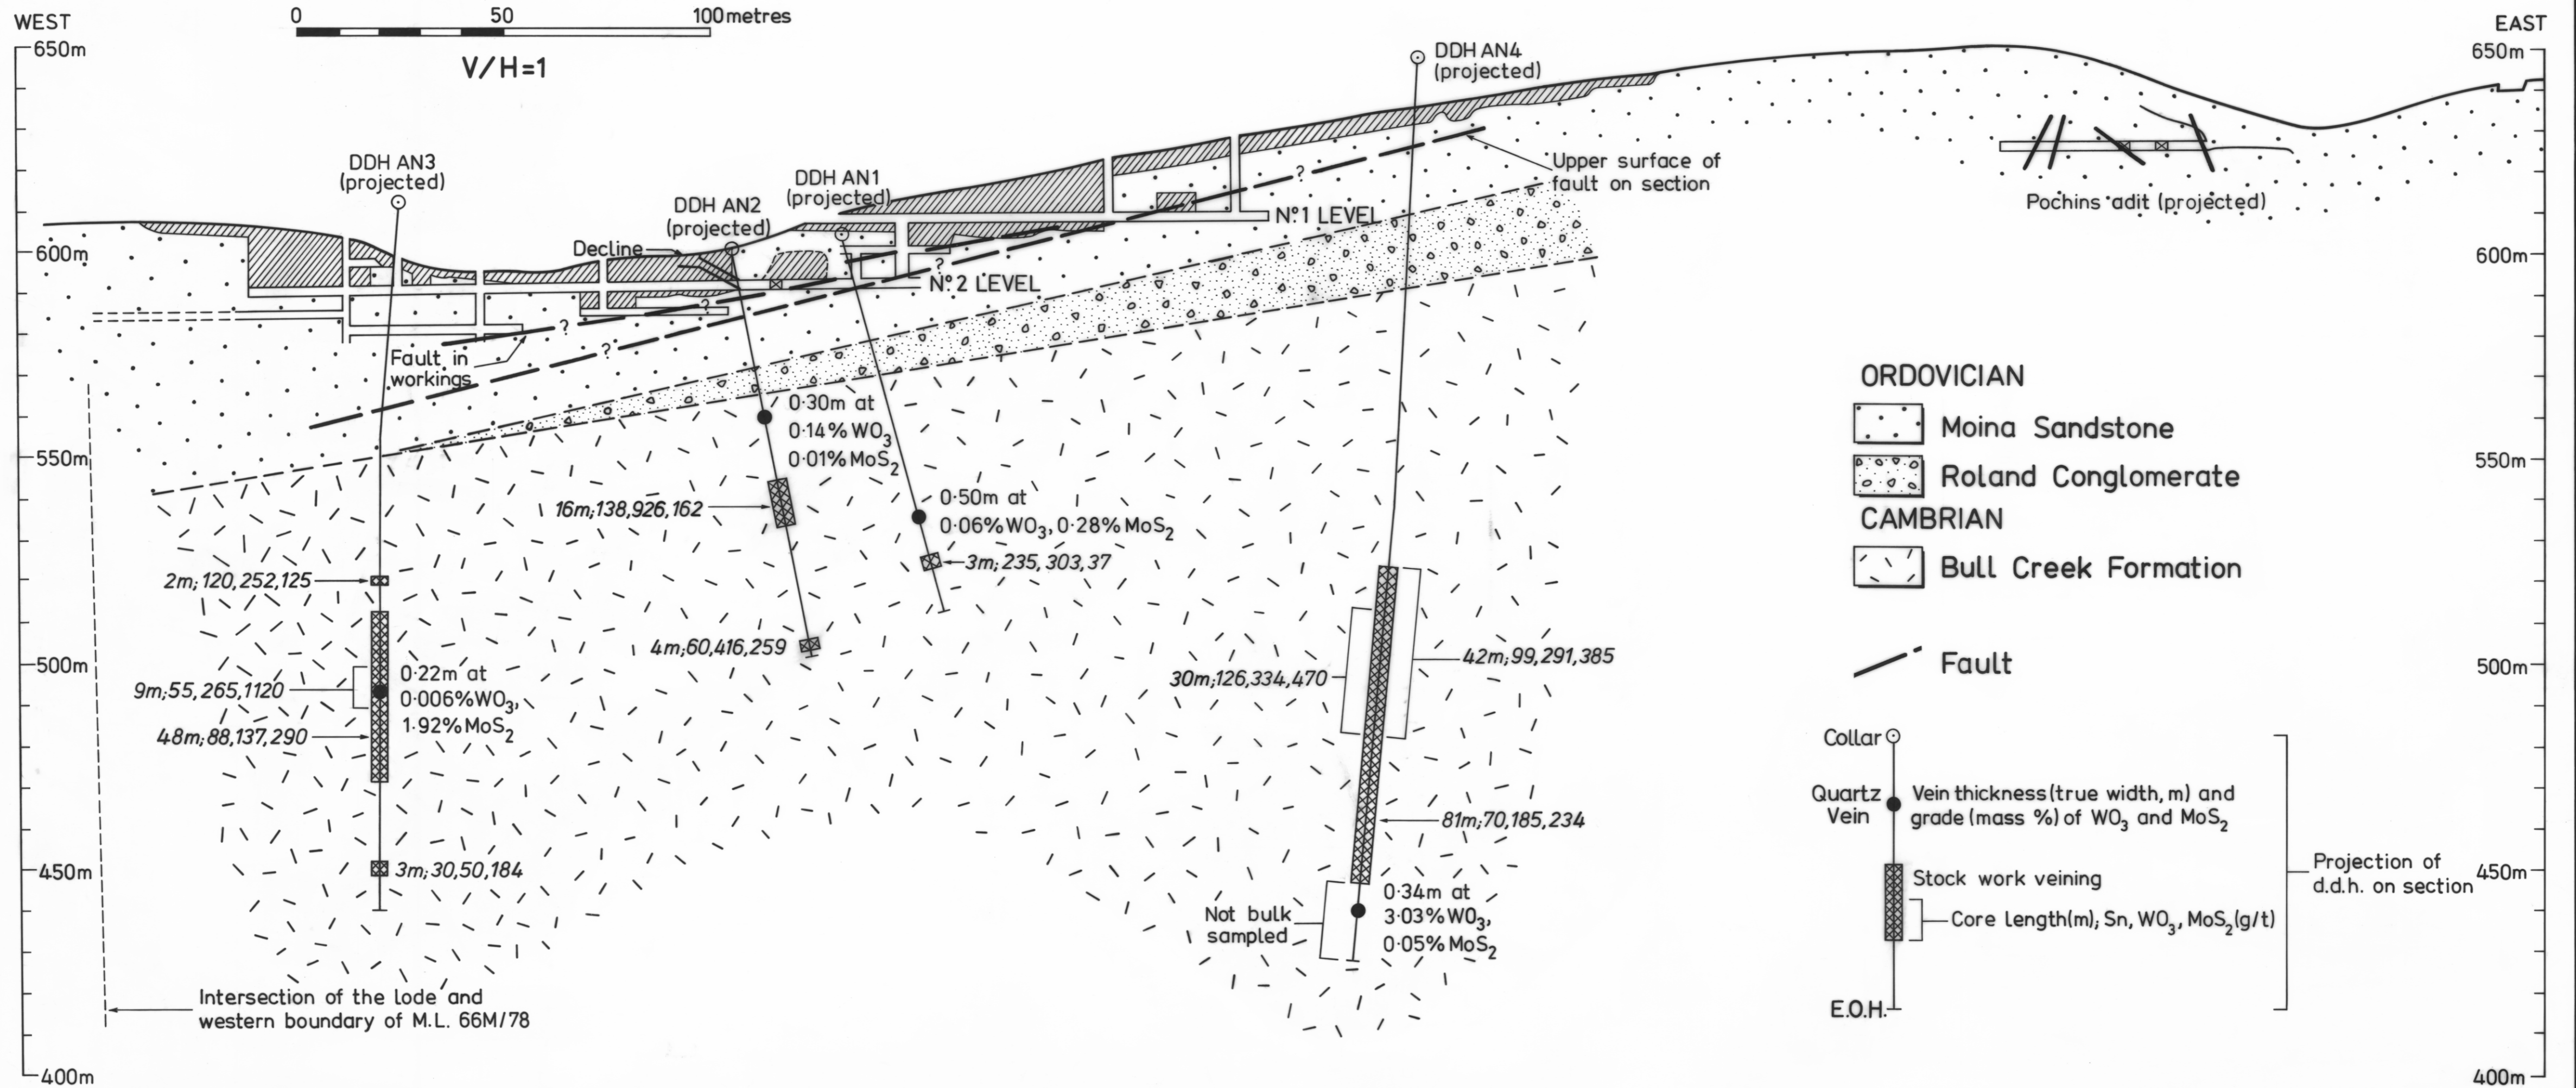 WEST
0 50 100 metres
V/H=1
EAST
650m
600m
550m
500m
450m
400m
650m
600m
550m
500m
450m
400m
DDH AN3
(projected)
DDH AN2
(projected)
DDH AN1
(projected)
DDH AN4
(projected)
Decline
Nº1 LEVEL
Nº2 LEVEL
Upper surface of
fault on section
Pochins adit (projected)
?
?
?
?
?
Fault in
workings
0·30m at
0·14% WO3
0·01% MoS2
16m;138,926,162
0·50m at
0·06%WO3, 0·28% MoS2
3m;235,303,37
2m;120,252,125
4m;60,416,259
9m;55,265,1120
0·22m at
0·006%WO3,
1·92% MoS2
48m;88,137,290
3m;30,50,184
30m;126,334,470
42m;99,291,385
81m;70,185,234
Not bulk
sampled
0·34m at
3·03%WO3,
0·05% MoS2
Intersection of the lode and
western boundary of M.L. 66M/78
ORDOVICIAN
Moina Sandstone
Roland Conglomerate
CAMBRIAN
Bull Creek Formation
Fault
Collar
Quartz
Vein
Vein thickness (true width, m) and
grade (mass %) of WO3 and MoS2
Stock work veining
Core length(m); Sn, WO3, MoS2(g/t)
E.O.H.
Projection of
d.d.h. on section